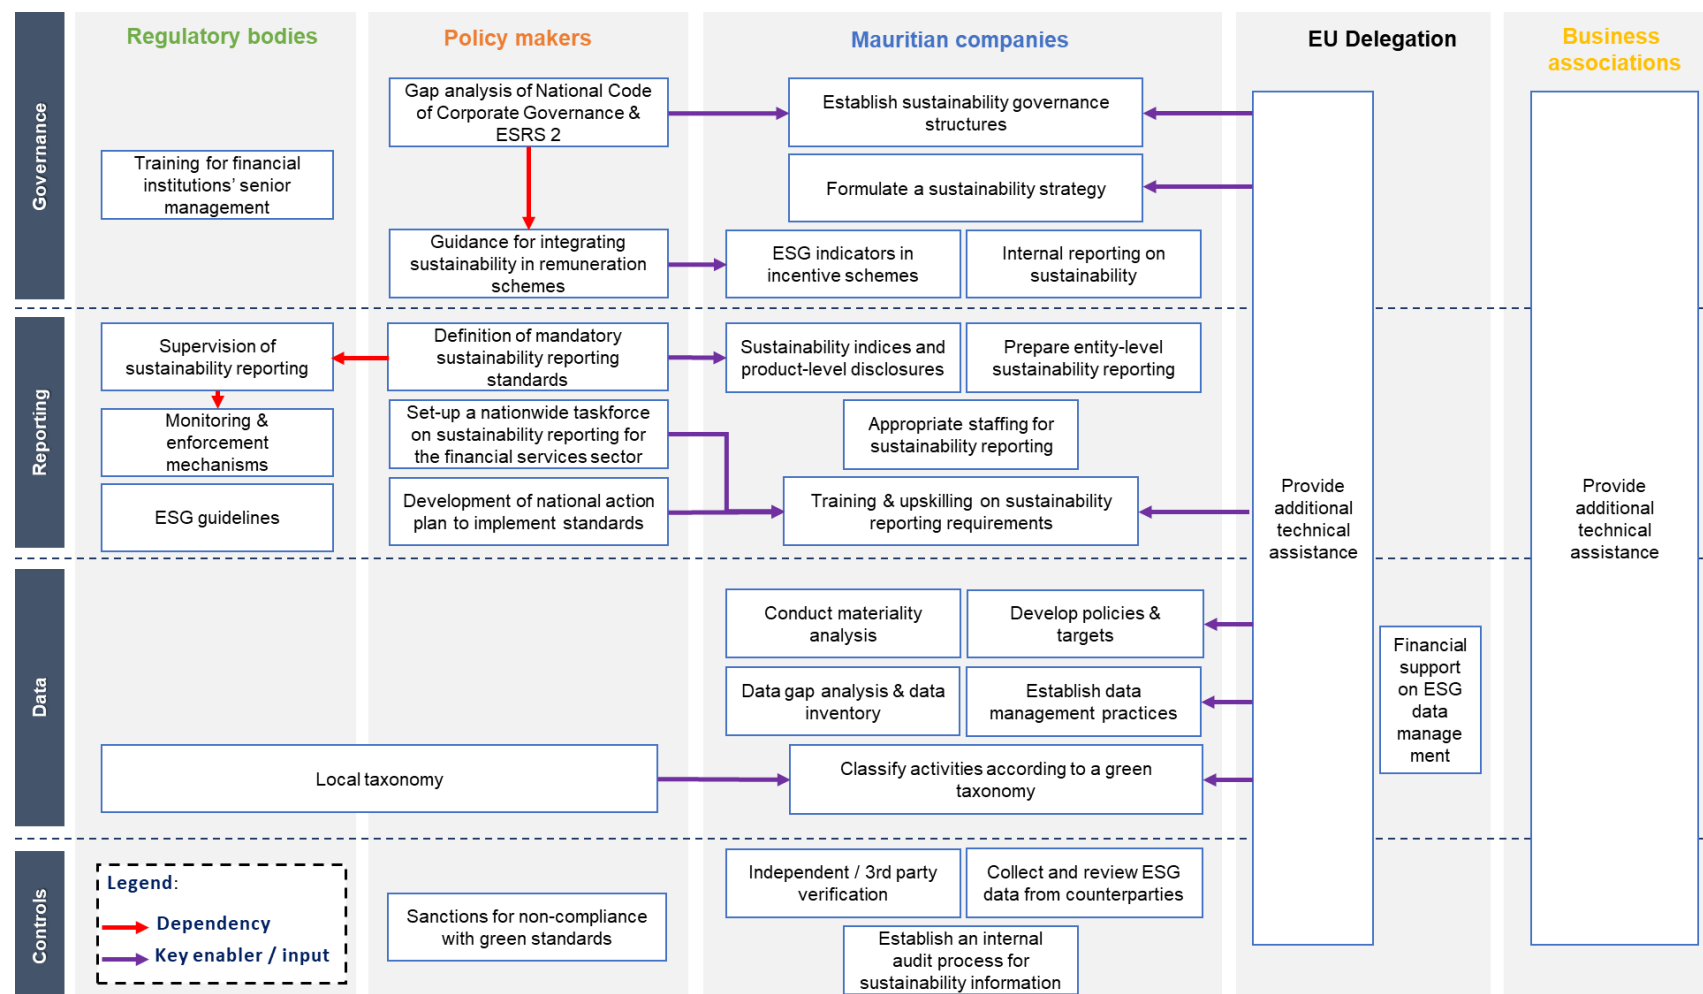 Regulatory bodies
Policy makers
Mauritian companies
EU Delegation
Business
associations
Governance
Training for financial
institutions’ senior
management
Gap analysis of National Code
of Corporate Governance &
ESRS 2
Guidance for integrating
sustainability in remuneration
schemes
Establish sustainability governance
structures
Formulate a sustainability strategy
ESG indicators in
incentive schemes
Internal reporting on
sustainability
Reporting
Supervision of
sustainability reporting
Monitoring &
enforcement
mechanisms
ESG guidelines
Definition of mandatory
sustainability reporting
standards
Set-up a nationwide taskforce
on sustainability reporting for
the financial services sector
Development of national action
plan to implement standards
Sustainability indices and
product-level disclosures
Prepare entity-level
sustainability reporting
Appropriate staffing for
sustainability reporting
Training & upskilling on sustainability
reporting requirements
Provide
additional
technical
assistance
Provide
additional
technical
assistance
Data
Local taxonomy
Conduct materiality
analysis
Develop policies &
targets
Data gap analysis & data
inventory
Establish data
management practices
Classify activities according to a green
taxonomy
Financial
support
on ESG
data
manage
ment
Controls
Legend:
Dependency
Key enabler / input
Sanctions for non-compliance
with green standards
Independent / 3rd party
verification
Collect and review ESG
data from counterparties
Establish an internal
audit process for
sustainability information